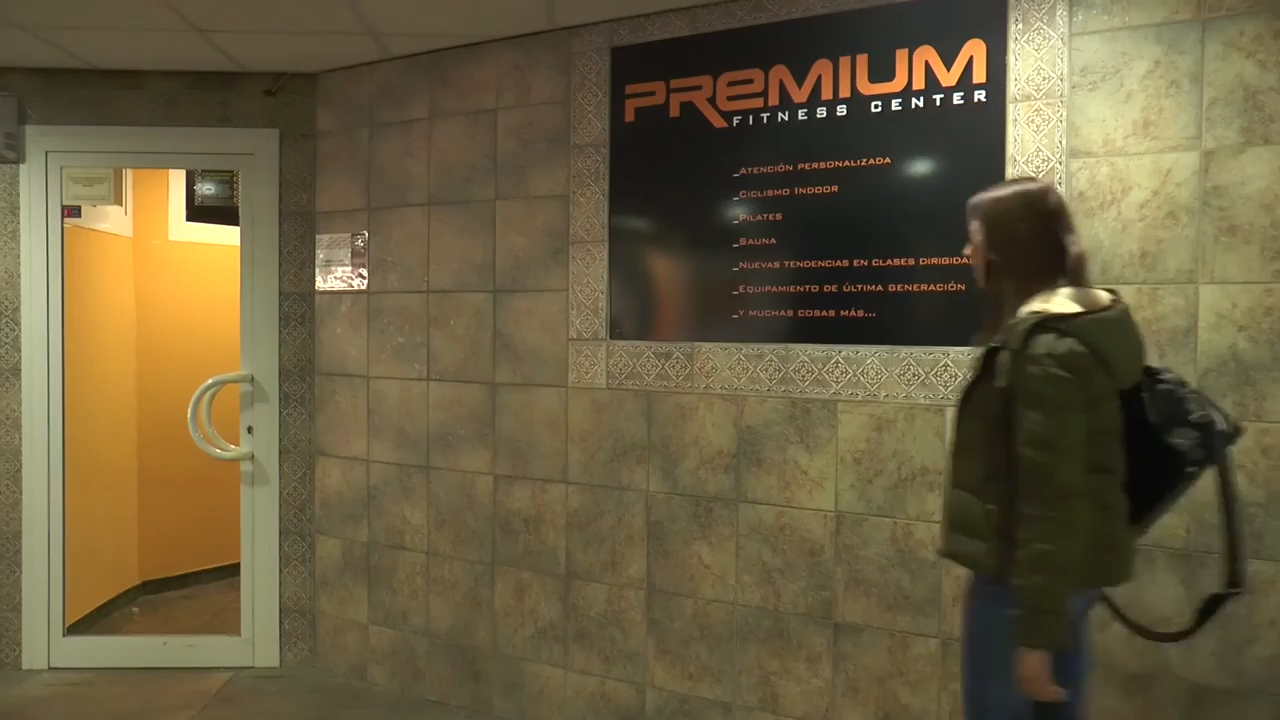 PREMIUM
FITNESS CENTER
_ATENCIÓN PERSONALIZADA
_CICLISMO INDOOR
_PILATES
_SAUNA
_NUEVAS TENDENCIAS EN CLASES
_EQUIPAMIENTO DE ÚLTIMA GENERACIÓN
_Y MUCHAS COSAS MÁS...